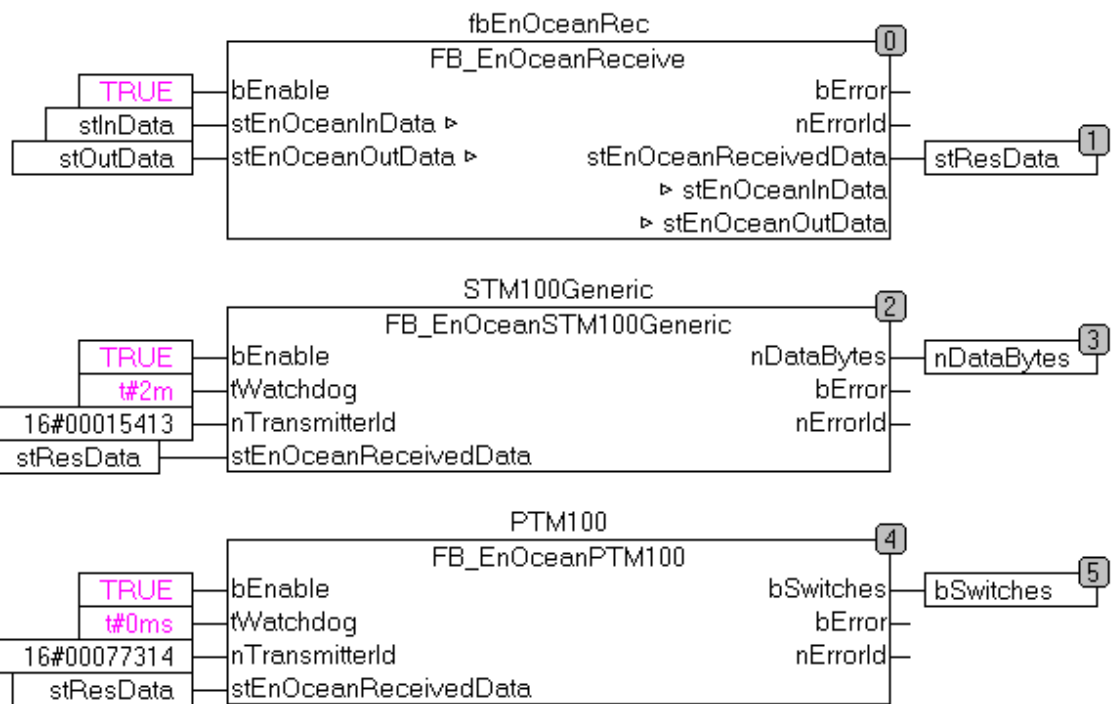 fbEnOceanRec
0
FB_EnOceanReceive
TRUE bEnable bError
stInData stEnOceanInData ▹ nErrorId
stOutData stEnOceanOutData ▹ stEnOceanReceivedData stResData 1
▹ stEnOceanInData
▹ stEnOceanOutData
STM100Generic
2
FB_EnOceanSTM100Generic
TRUE bEnable nDataBytes nDataBytes 3
t#2m tWatchdog bError
16#00015413 nTransmitterId nErrorId
stResData stEnOceanReceivedData
PTM100
4
FB_EnOceanPTM100
TRUE bEnable bSwitches bSwitches 5
t#0ms tWatchdog bError
16#00077314 nTransmitterId nErrorId
stResData stEnOceanReceivedData